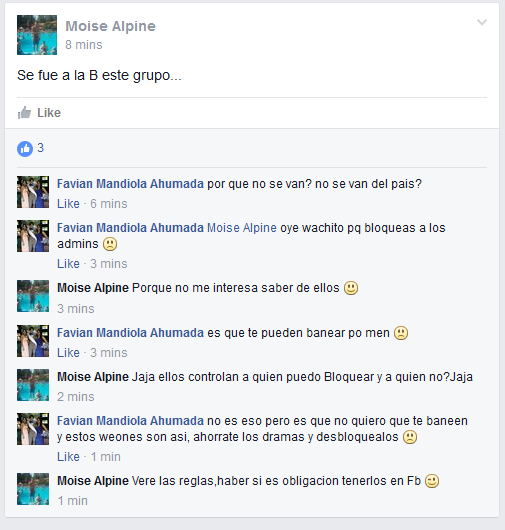 Moise Alpine
8 mins
Se fue a la B este grupo...
Like
3
Favian Mandiola Ahumada por que no se van? no se van del pais?
Like · 6 mins
Favian Mandiola Ahumada Moise Alpine oye wachito pq bloqueas a los
admins
Like · 3 mins
Moise Alpine Porque no me interesa saber de ellos
3 mins
Favian Mandiola Ahumada es que te pueden banear po men
Like · 3 mins
Moise Alpine Jaja ellos controlan a quien puedo Bloquear y a quien no?Jaja
2 mins
Favian Mandiola Ahumada no es eso pero es que no quiero que te baneen
y estos weones son asi, ahorrate los dramas y desbloquealos
Like · 1 min
Moise Alpine Vere las reglas,haber si es obligacion tenerlos en Fb
1 min